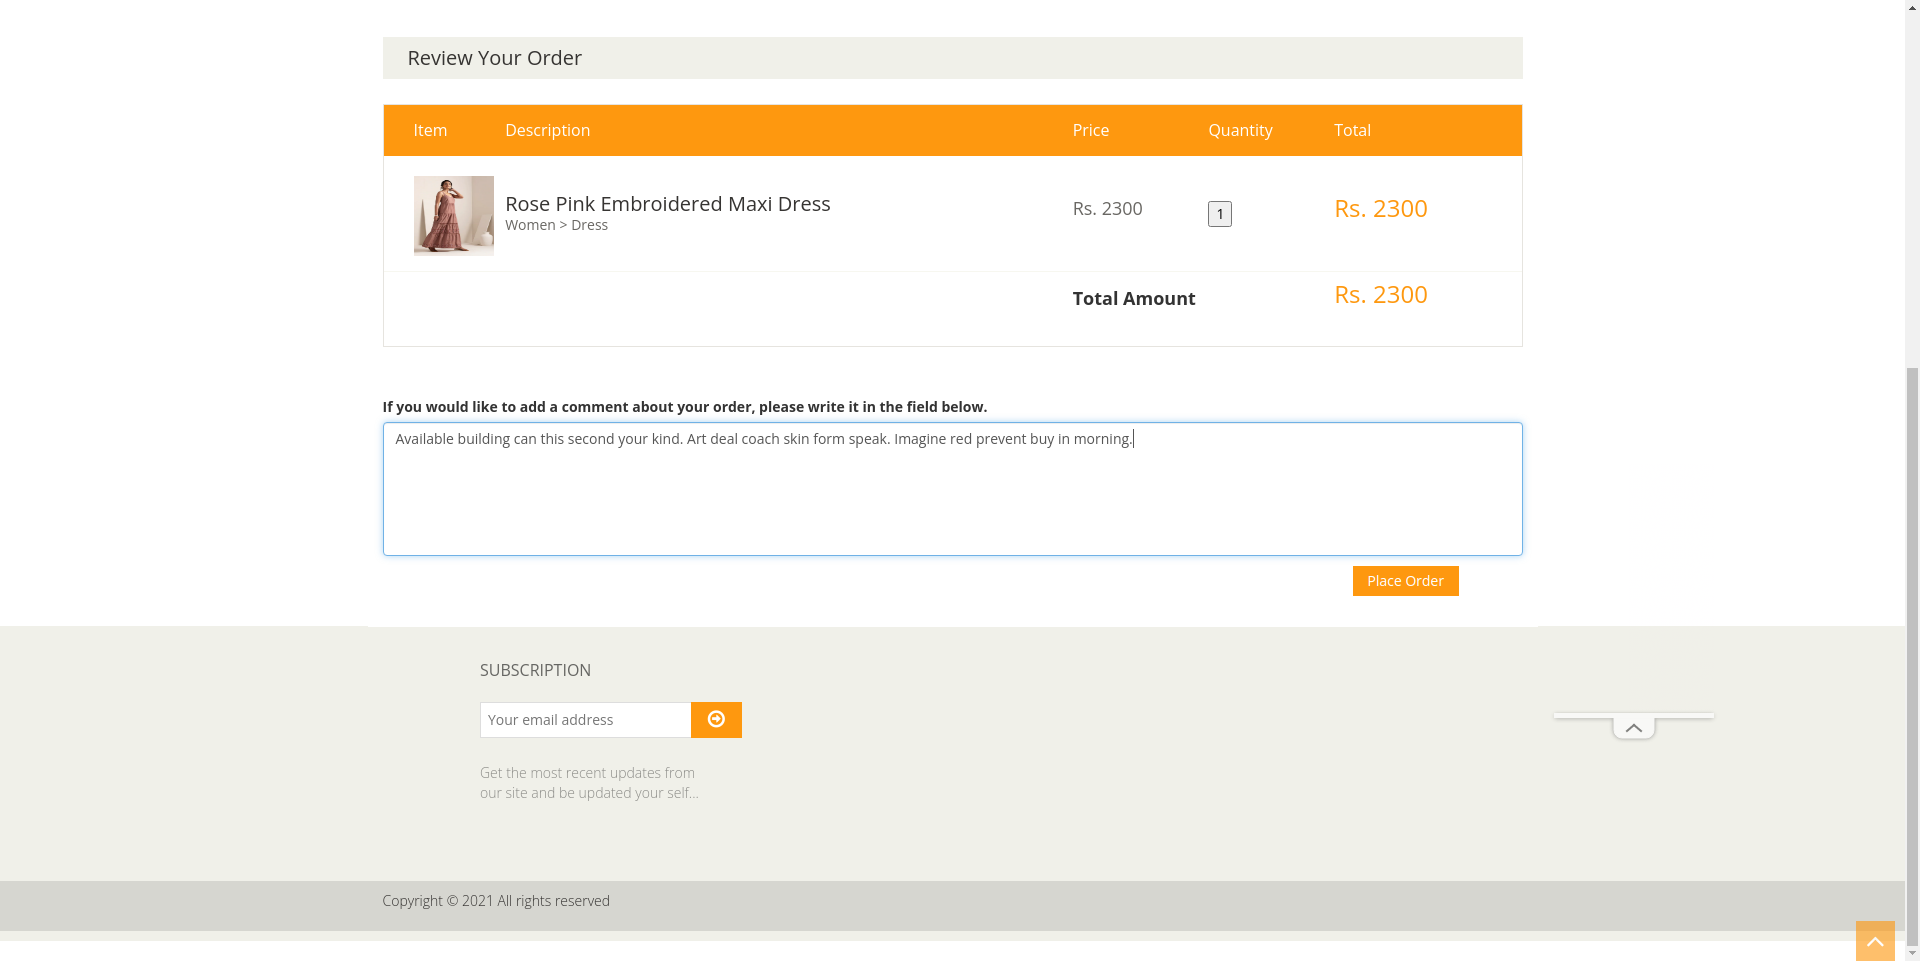 Review Your Order
Item Description Price Quantity Total
Rose Pink Embroidered Maxi Dress
Women > Dress
Rs. 2300
1
Rs. 2300
Total Amount Rs. 2300
If you would like to add a comment about your order, please write it in the field below.
Available building can this second your kind. Art deal coach skin form speak. Imagine red prevent buy in morning.
Place Order
SUBSCRIPTION
Your email address
Get the most recent updates from
our site and be updated your self...
Copyright © 2021 All rights reserved